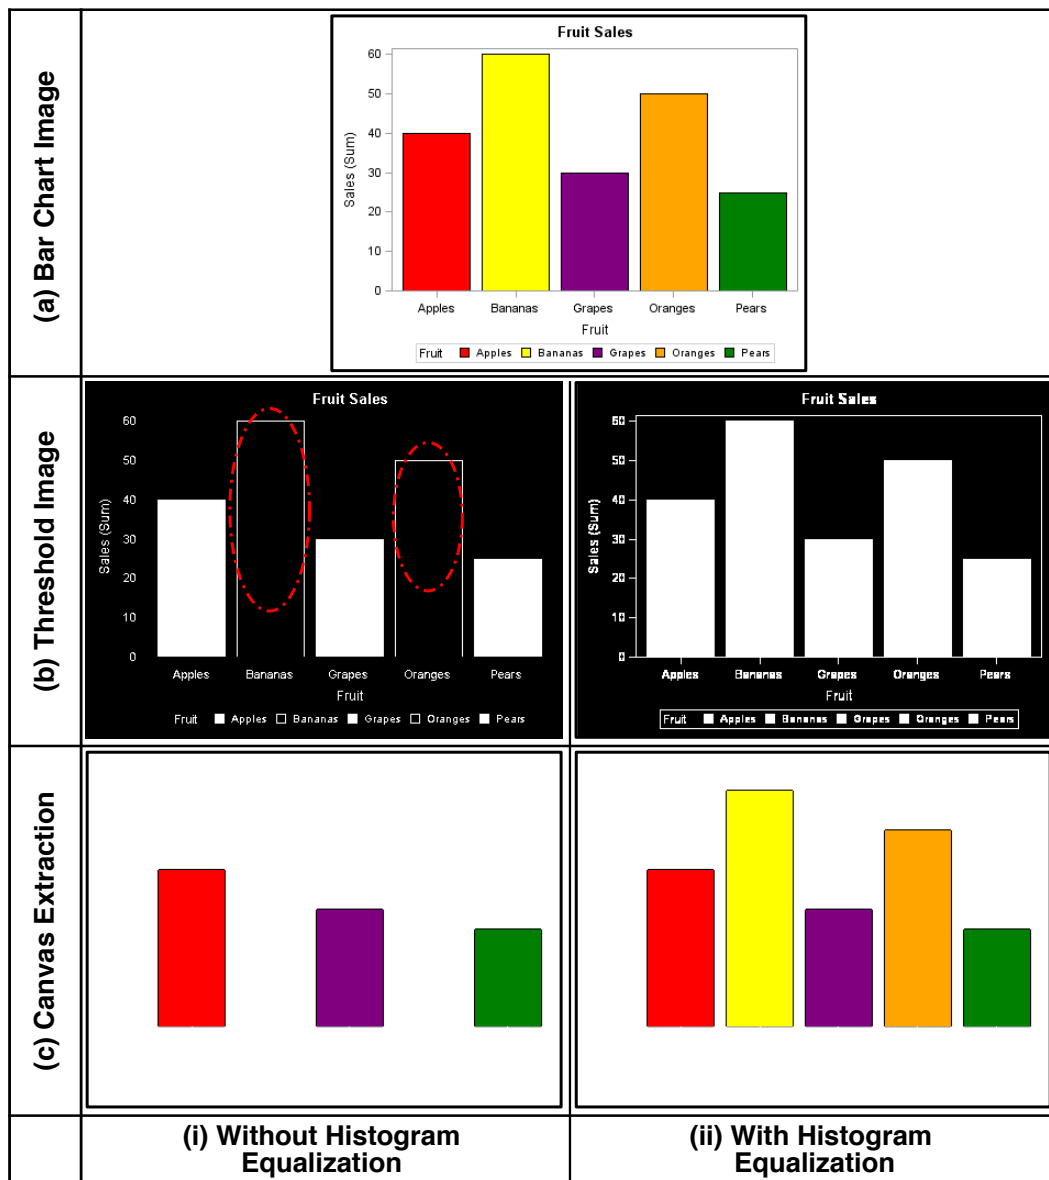 (a) Bar Chart Image
Fruit Sales
Sales (Sum)
60
50
40
30
20
10
0
Apples Bananas Grapes Oranges Pears
Fruit
Fruit Apples Bananas Grapes Oranges Pears
(b) Threshold Image
Fruit Sales
Sales (Sum)
60
50
40
30
20
10
0
Apples Bananas Grapes Oranges Pears
Fruit
Fruit Apples Bananas Grapes Oranges Pears
Fruit Sales
Sales (Sum)
60
50
40
30
20
10
0
Apples Bananas Grapes Oranges Pears
Fruit
Fruit Apples Bananas Grapes Oranges Pears
(c) Canvas Extraction
(i) Without Histogram
Equalization
(ii) With Histogram
Equalization